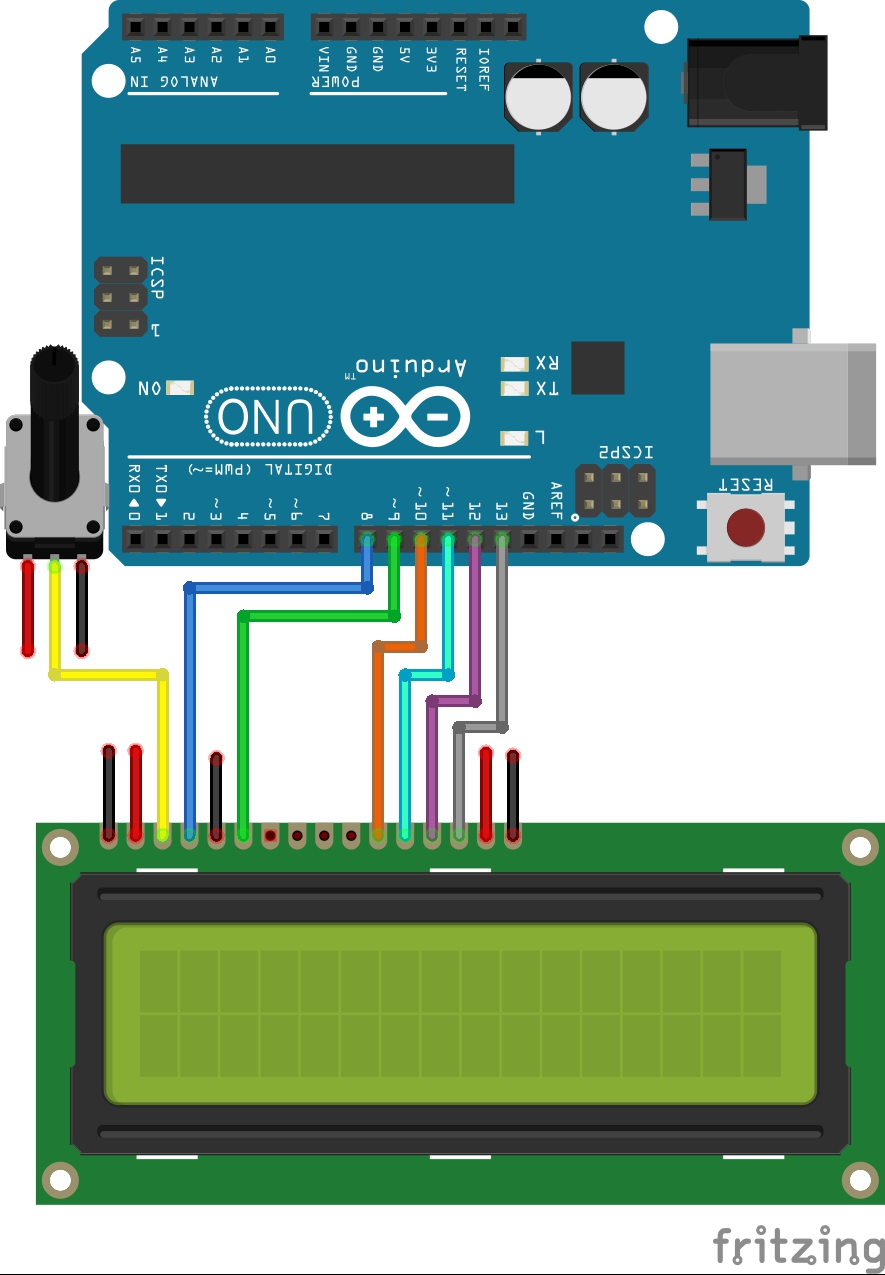 A5 A4 A3 A2 A1 A0
VIN GND GND 5V 3V3 RESET IOREF
ANALOG IN
POWER
ICSP
1
Arduino
TM
RX
TX
ON
UNO
L
ICSP2
DIGITAL (PWM=~)
RESET
RX0 ◀ 0
TX0 ▶ 1
2
~3
4
~5
~6
7
8
~9
~10
~11
12
13
GND
AREF
fritzing